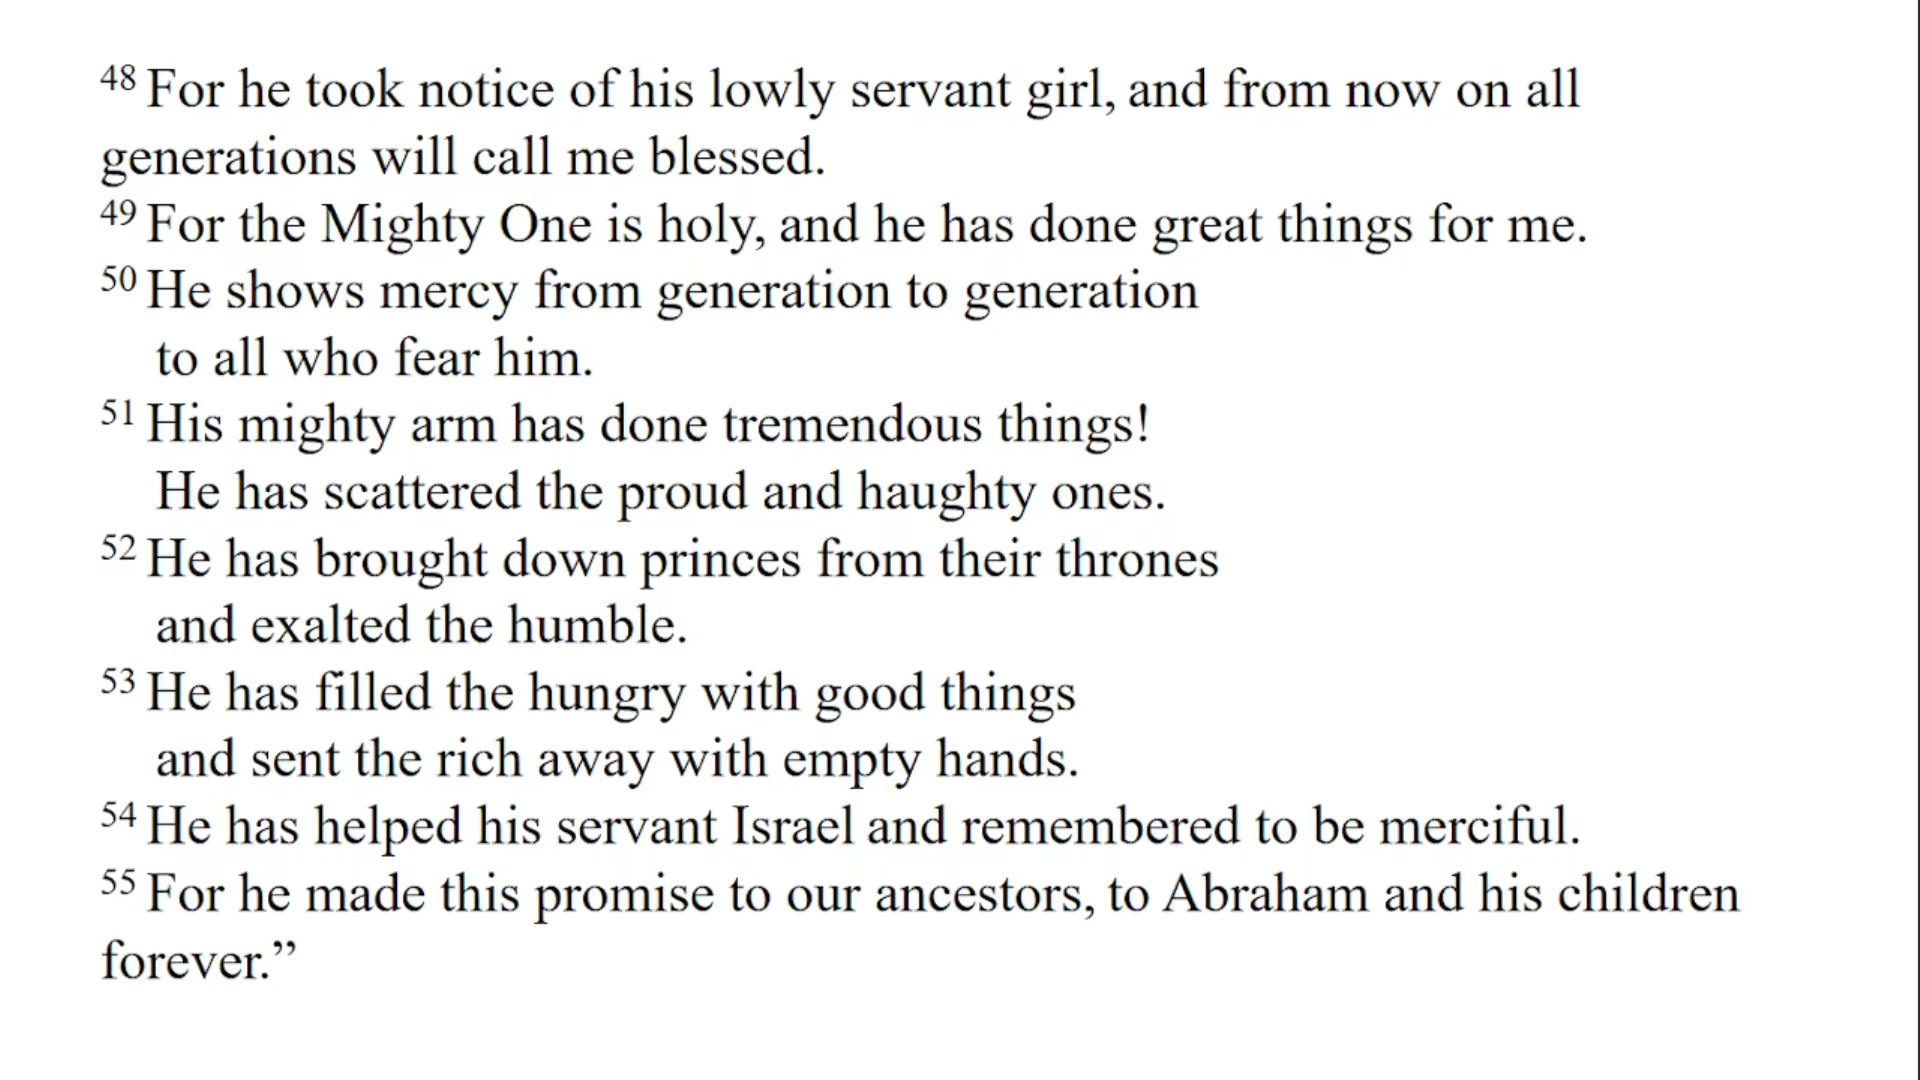 48 For he took notice of his lowly servant girl, and from now on all
generations will call me blessed.
49 For the Mighty One is holy, and he has done great things for me.
50 He shows mercy from generation to generation
to all who fear him.
51 His mighty arm has done tremendous things!
He has scattered the proud and haughty ones.
52 He has brought down princes from their thrones
and exalted the humble.
53 He has filled the hungry with good things
and sent the rich away with empty hands.
54 He has helped his servant Israel and remembered to be merciful.
55 For he made this promise to our ancestors, to Abraham and his children
forever.”